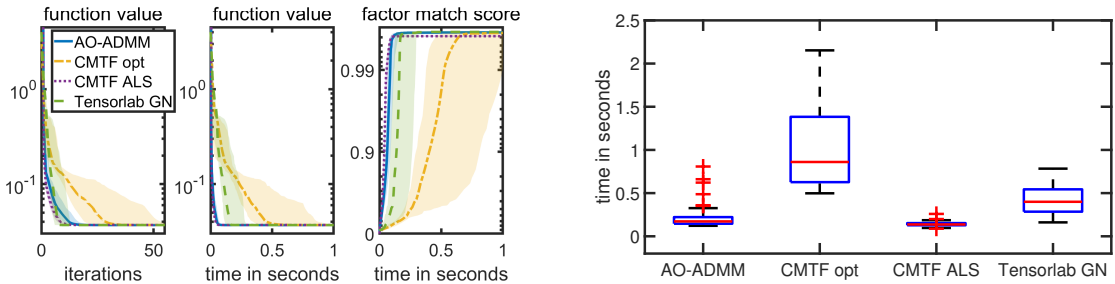 function value
function value
factor match score
AO-ADMM
CMTF opt
CMTF ALS
Tensorlab GN
10^0
10^-1
0
50
iterations
10^0
10^-1
0
0.5
1
time in seconds
0.99
0.9
0
0
0.5
1
time in seconds
2.5
2
1.5
1
0.5
0
time in seconds
AO-ADMM
CMTF opt
CMTF ALS
Tensorlab GN